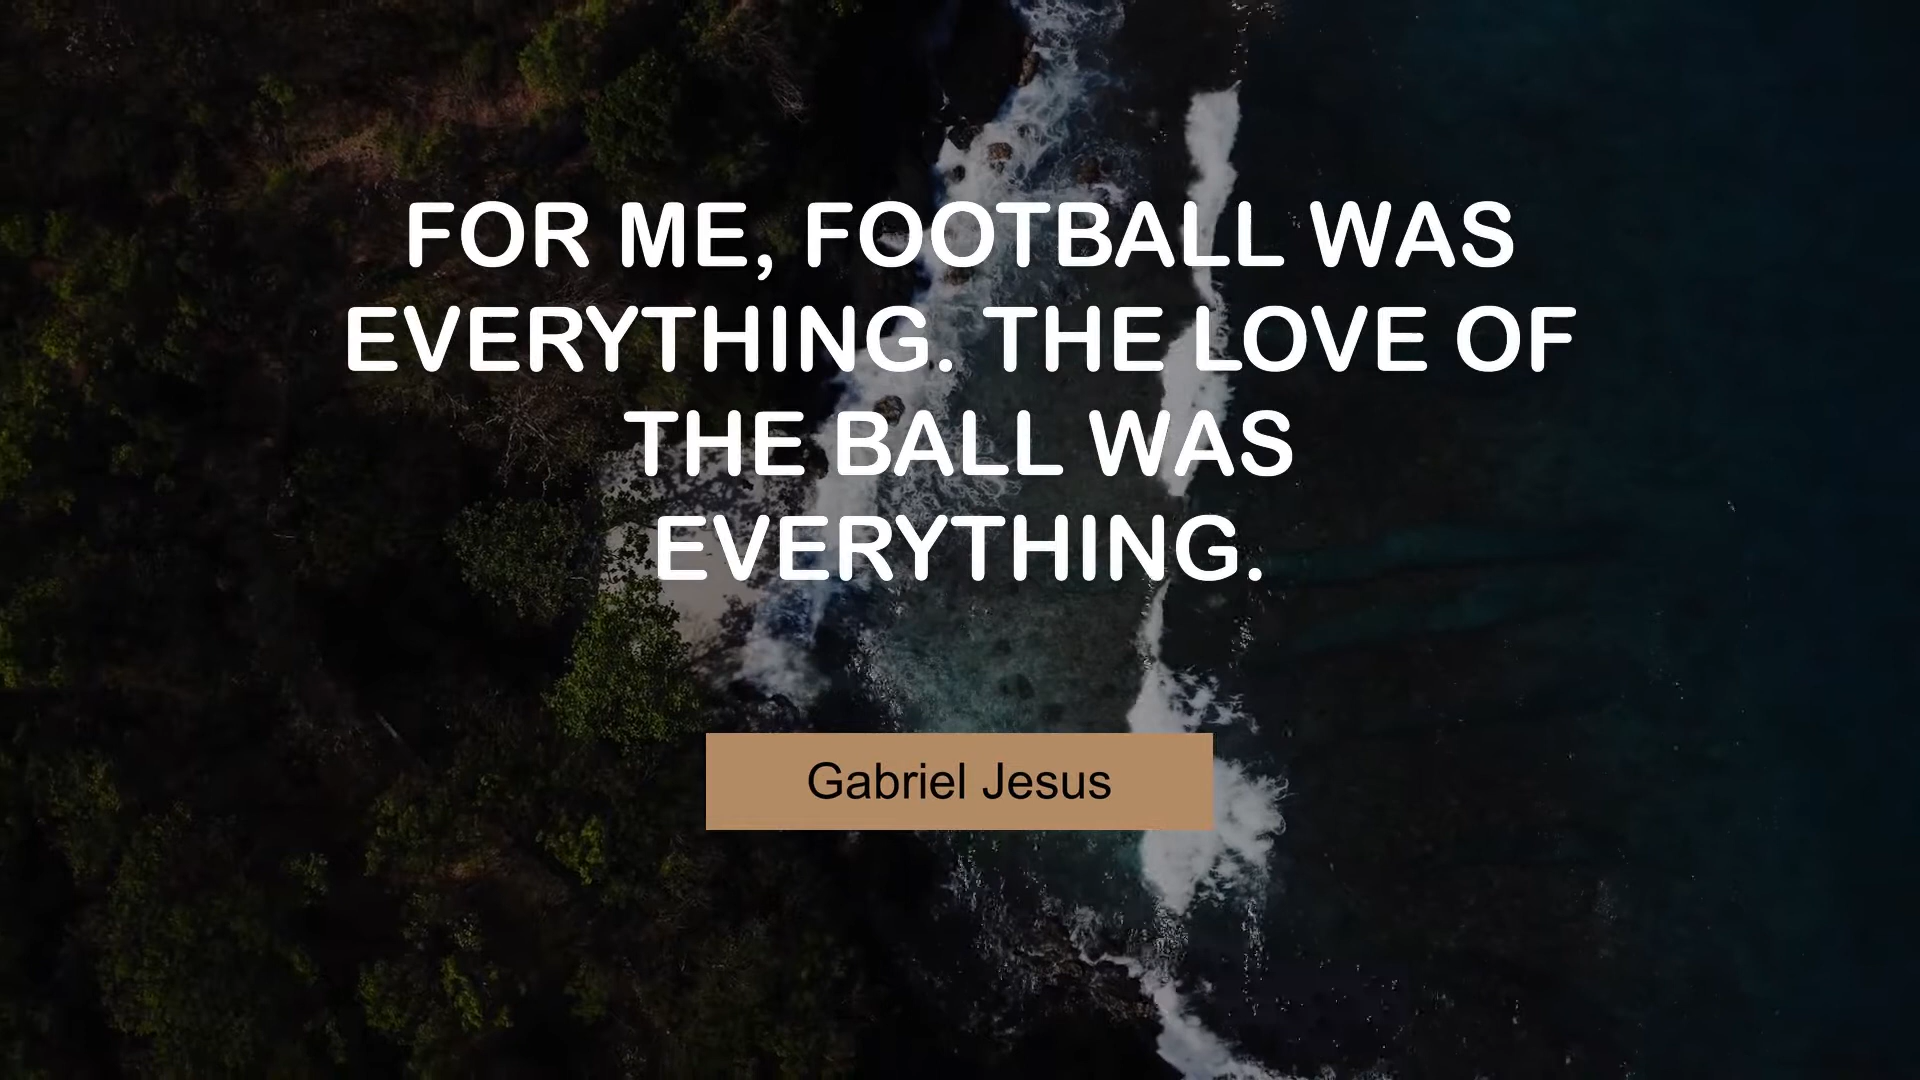 FOR ME, FOOTBALL WAS
EVERYTHING. THE LOVE OF
THE BALL WAS
EVERYTHING.
Gabriel Jesus